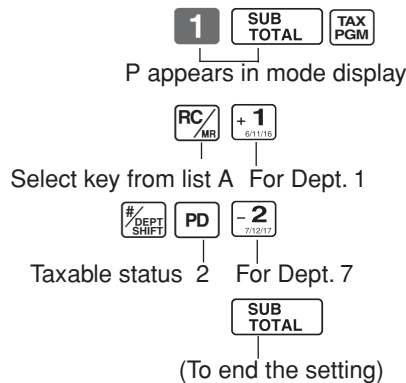 1 SUB TOTAL TAX PGM
P appears in mode display
RC/MR + 1 6/11/16
Select key from list A For Dept. 1
#/DEPT SHIFT PD - 2 7/12/17
Taxable status 2 For Dept. 7
SUB TOTAL
(To end the setting)